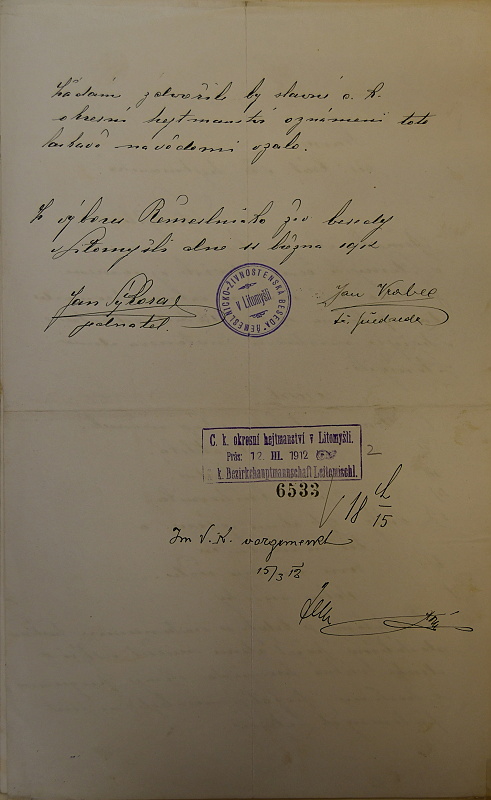 Žádám zdvořile by slavné c. k.
okresní hejtmanství oznámení toto
laskavě na vědomí vzalo.
Z výboru Řemeslnicko živ besedy
v Litomyšli dne 11 března 1912
Jan Sýkora
jednatel.
ŘEMESLNICKO-ŽIVNOSTENSKÁ BESEDA
v Litomyšli
Jan Vrabec
předseda
C. k. okresní hejtmanství v Litomyšli.
Präs: 12. III. 1912
k. k. Bezirkshauptmannschaft Leitomischl.
2
6533
18
15
Im V. K. vorgemerkt
15/3 12